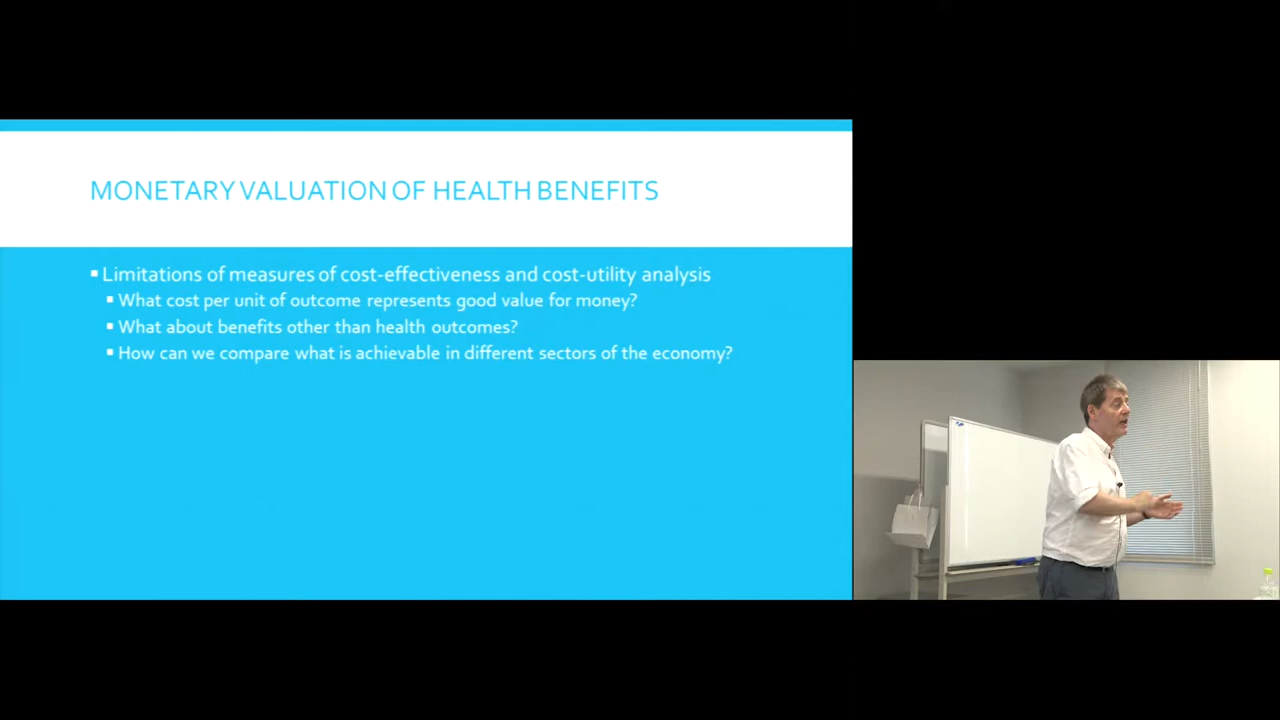 MONETARY VALUATION OF HEALTH BENEFITS
▪ Limitations of measures of cost-effectiveness and cost-utility analysis
▪ What cost per unit of outcome represents good value for money?
▪ What about benefits other than health outcomes?
▪ How can we compare what is achievable in different sectors of the economy?